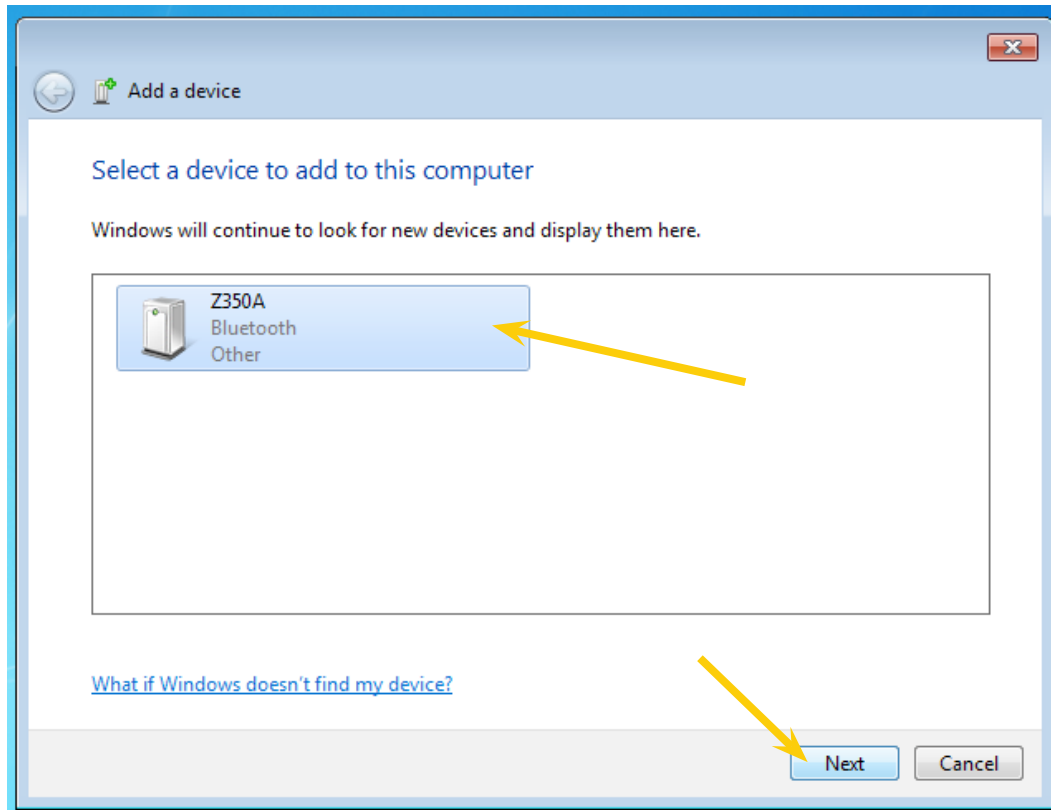 Add a device
Select a device to add to this computer
Windows will continue to look for new devices and display them here.
Z350A
Bluetooth
Other
What if Windows doesn't find my device?
Next
Cancel